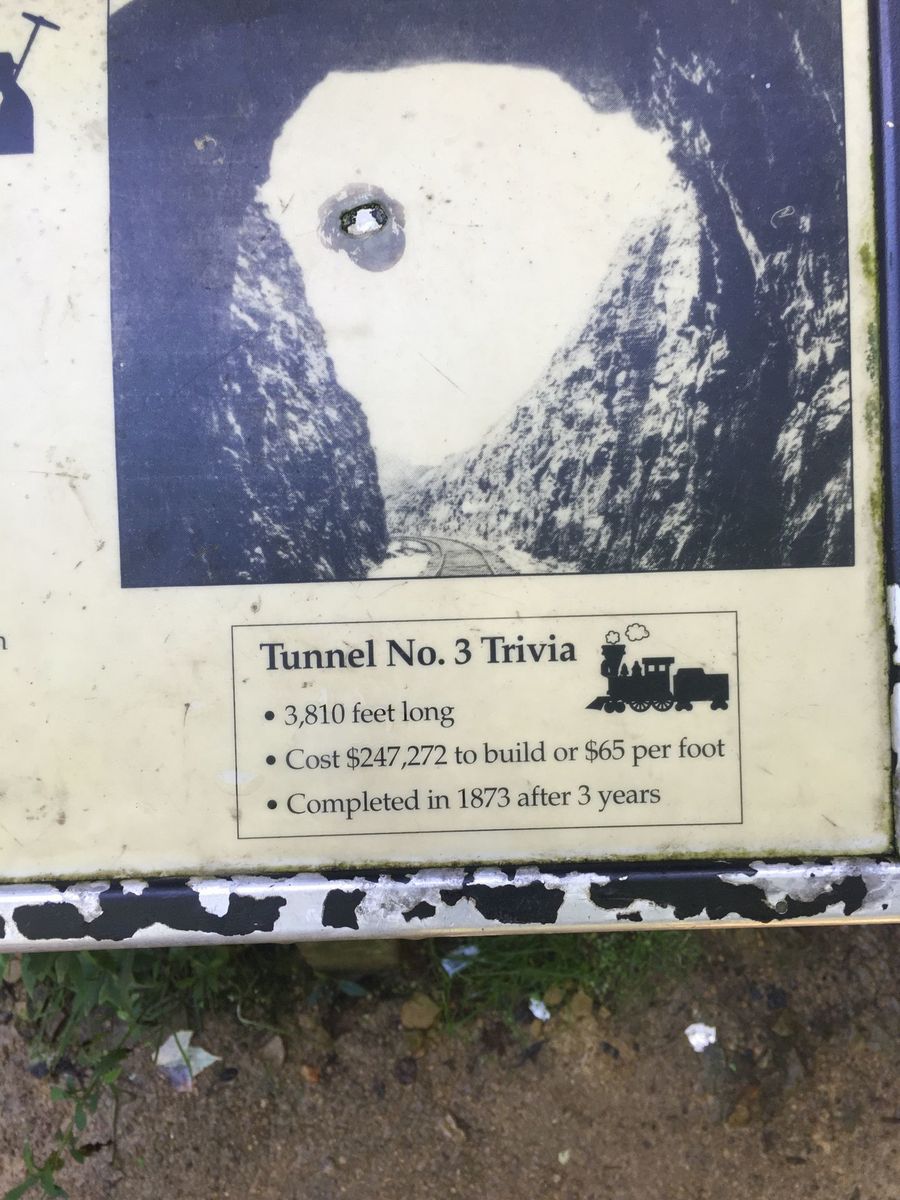 Tunnel No. 3 Trivia
• 3,810 feet long
• Cost $247,272 to build or $65 per foot
• Completed in 1873 after 3 years